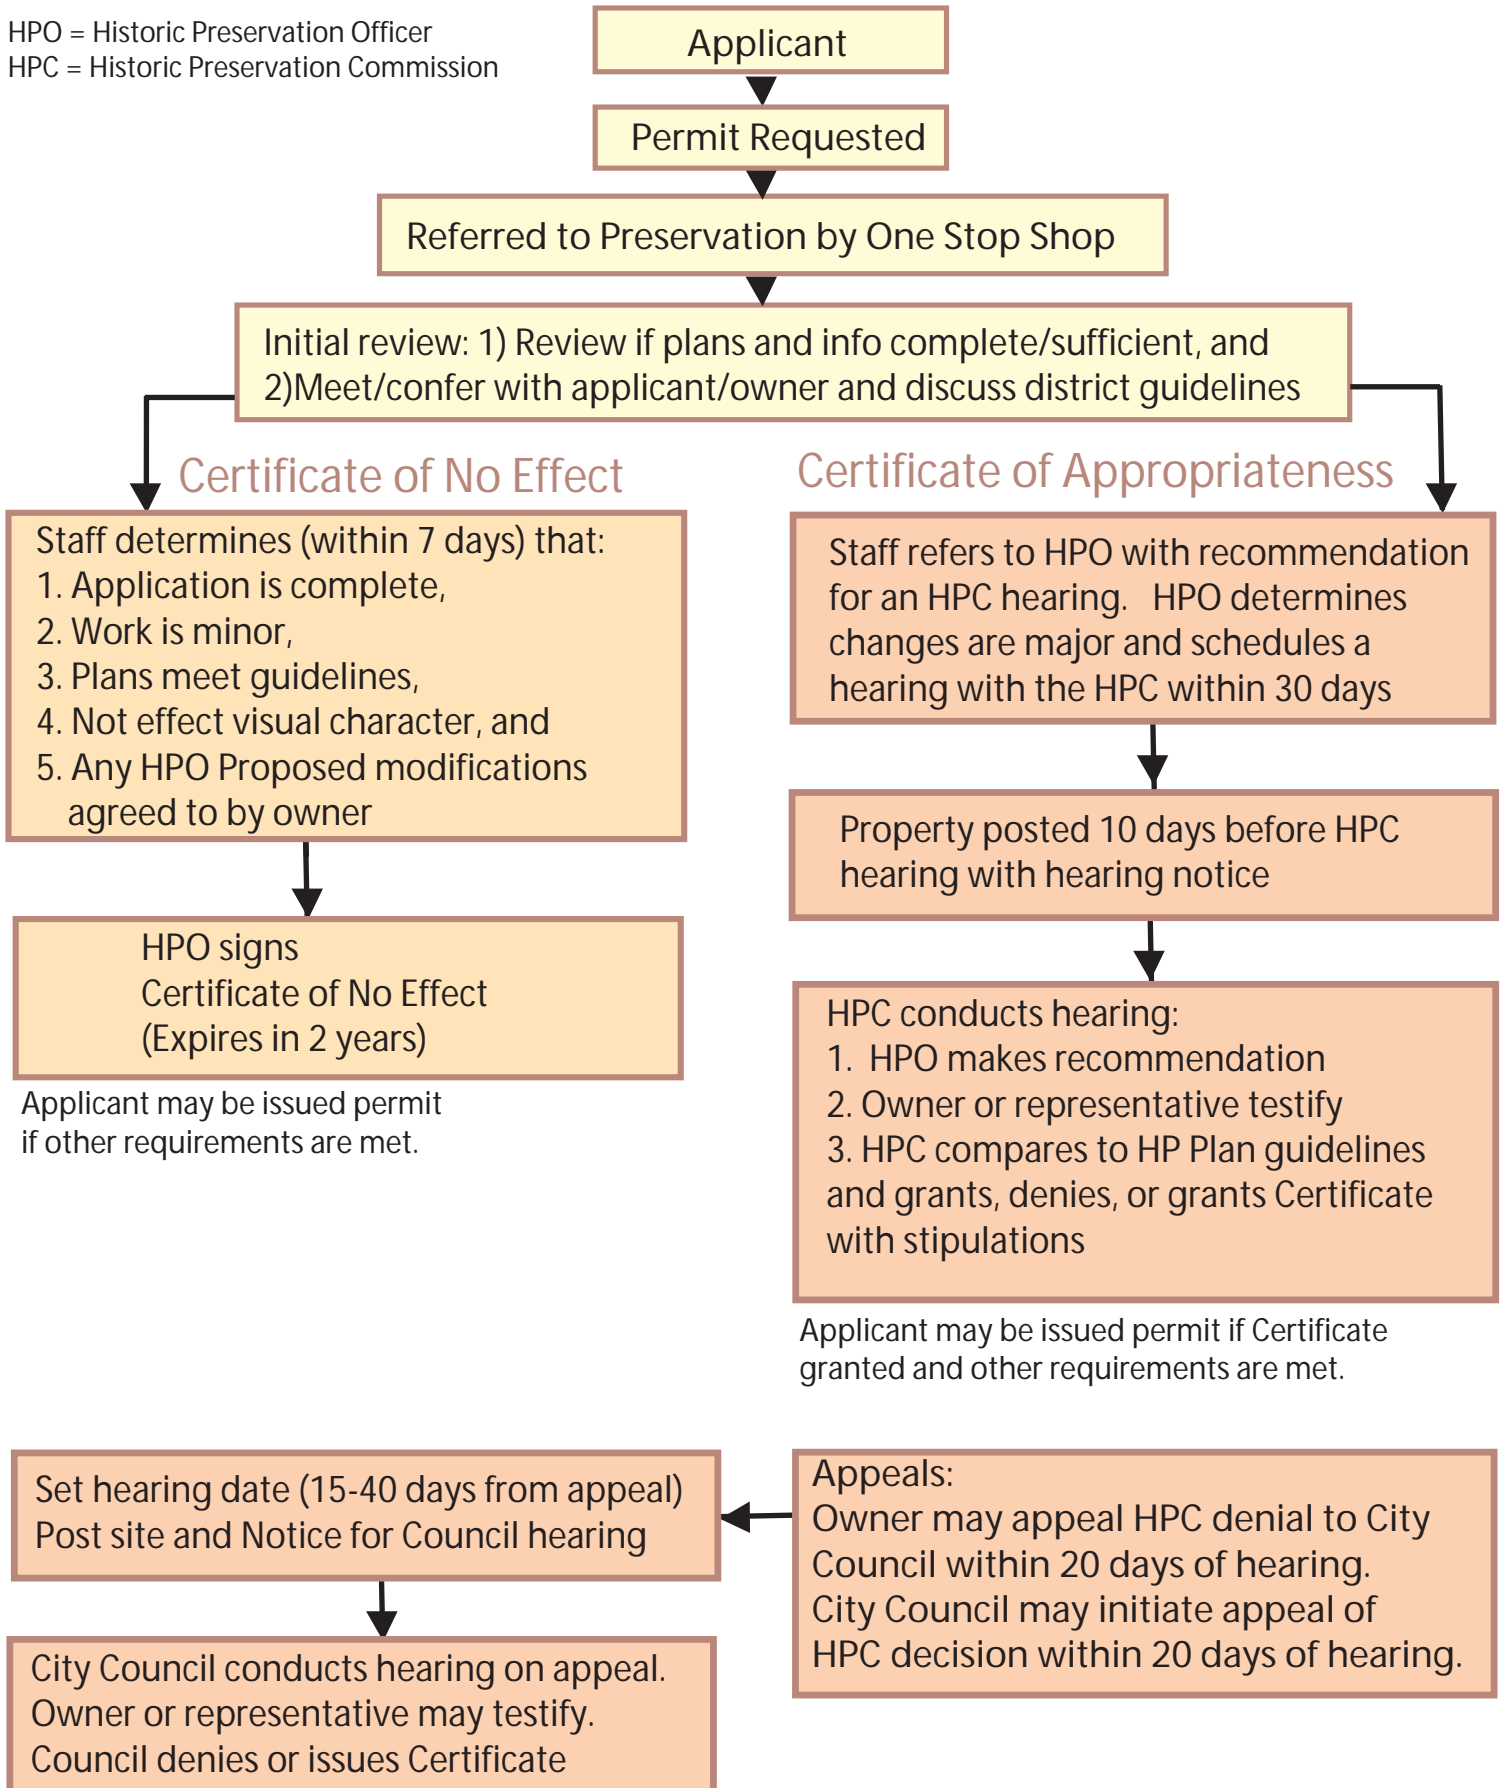 HPO = Historic Preservation Officer
HPC = Historic Preservation Commission
Applicant
Permit Requested
Referred to Preservation by One Stop Shop
Initial review: 1) Review if plans and info complete/sufficient, and
2)Meet/confer with applicant/owner and discuss district guidelines
Certificate of No Effect
Staff determines (within 7 days) that:
1. Application is complete,
2. Work is minor,
3. Plans meet guidelines,
4. Not effect visual character, and
5. Any HPO Proposed modifications
agreed to by owner
HPO signs
Certificate of No Effect
(Expires in 2 years)
Applicant may be issued permit
if other requirements are met.
Certificate of Appropriateness
Staff refers to HPO with recommendation
for an HPC hearing. HPO determines
changes are major and schedules a
hearing with the HPC within 30 days
Property posted 10 days before HPC
hearing with hearing notice
HPC conducts hearing:
1. HPO makes recommendation
2. Owner or representative testify
3. HPC compares to HP Plan guidelines
and grants, denies, or grants Certificate
with stipulations
Applicant may be issued permit if Certificate
granted and other requirements are met.
Appeals:
Owner may appeal HPC denial to City
Council within 20 days of hearing.
City Council may initiate appeal of
HPC decision within 20 days of hearing.
Set hearing date (15-40 days from appeal)
Post site and Notice for Council hearing
City Council conducts hearing on appeal.
Owner or representative may testify.
Council denies or issues Certificate